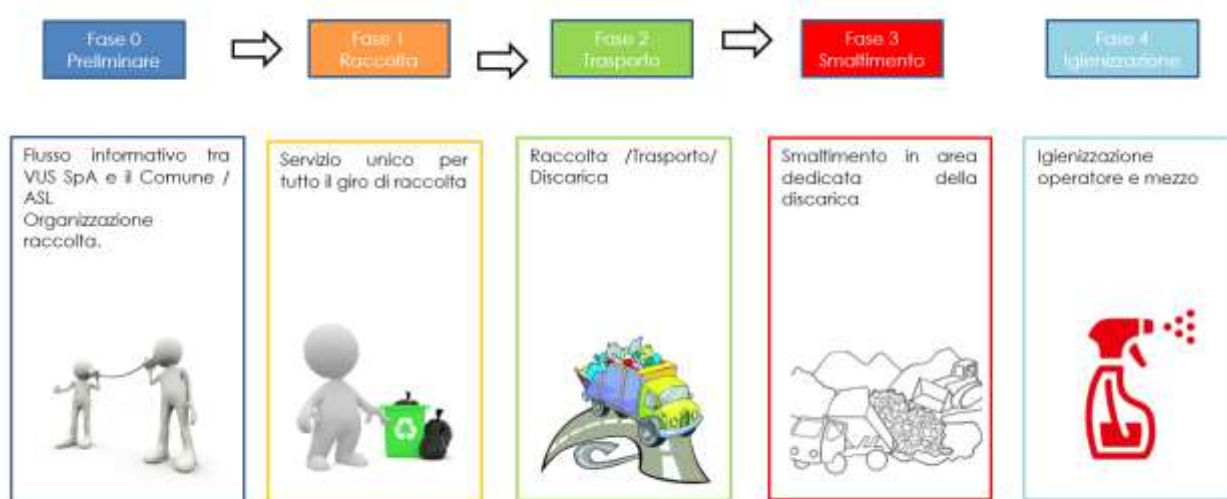 Fase 0
Preliminare
Fase 1
Raccolta
Fase 2
Trasporto
Fase 3
Smaltimento
Fase 4
Igienizzazione
Flusso informativo tra
VUS SpA e il Comune /
ASL
Organizzazione
raccolta.
Servizio unico per
tutto il giro di raccolta
Raccolta /Trasporto/
Discarica
Smaltimento in area
dedicata della
discarica
Igienizzazione
operatore e mezzo